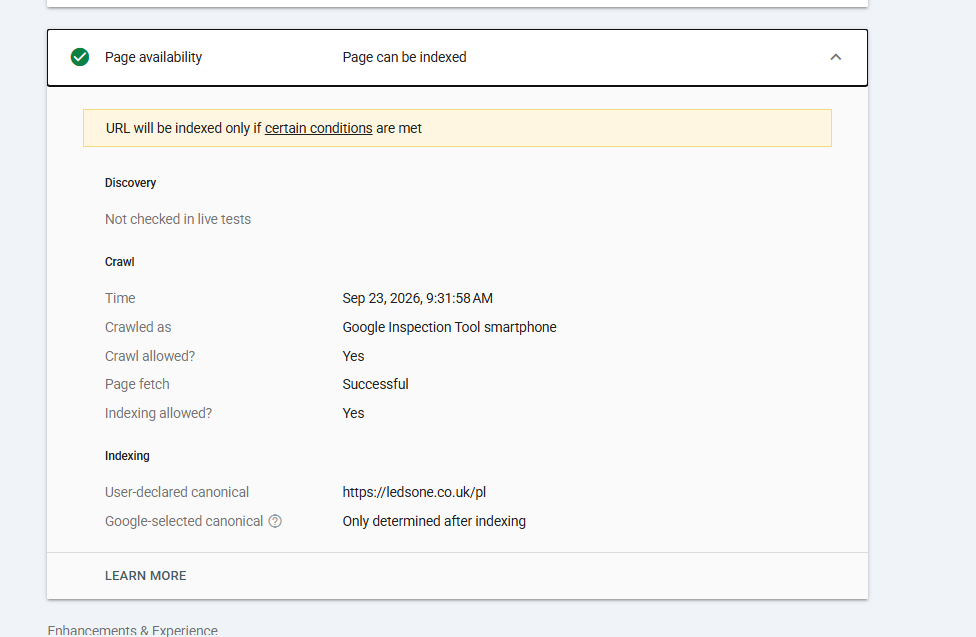 Page availability Page can be indexed
URL will be indexed only if certain conditions are met
Discovery
Not checked in live tests
Crawl
Time Sep 23, 2026, 9:31:58 AM
Crawled as Google Inspection Tool smartphone
Crawl allowed? Yes
Page fetch Successful
Indexing allowed? Yes
Indexing
User-declared canonical https://ledsone.co.uk/pl
Google-selected canonical Only determined after indexing
LEARN MORE
Enhancements & Experience